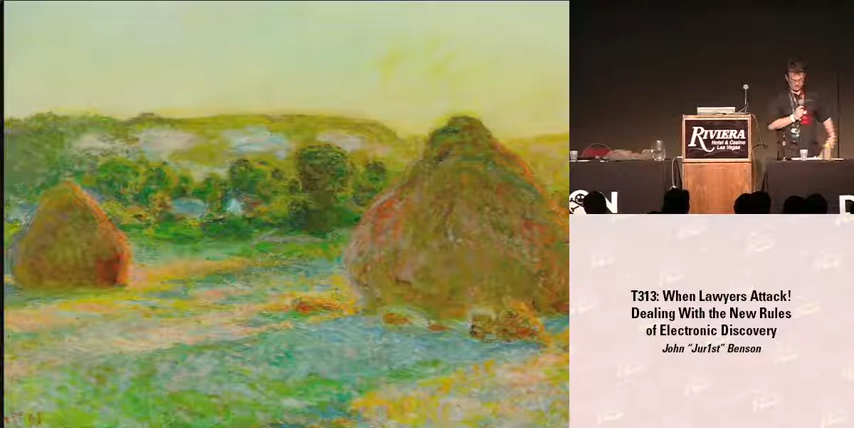 RIVIERA
Hotel & Casino
Las Vegas
N
D
T313: When Lawyers Attack!
Dealing With the New Rules
of Electronic Discovery
John "Jur1st" Benson